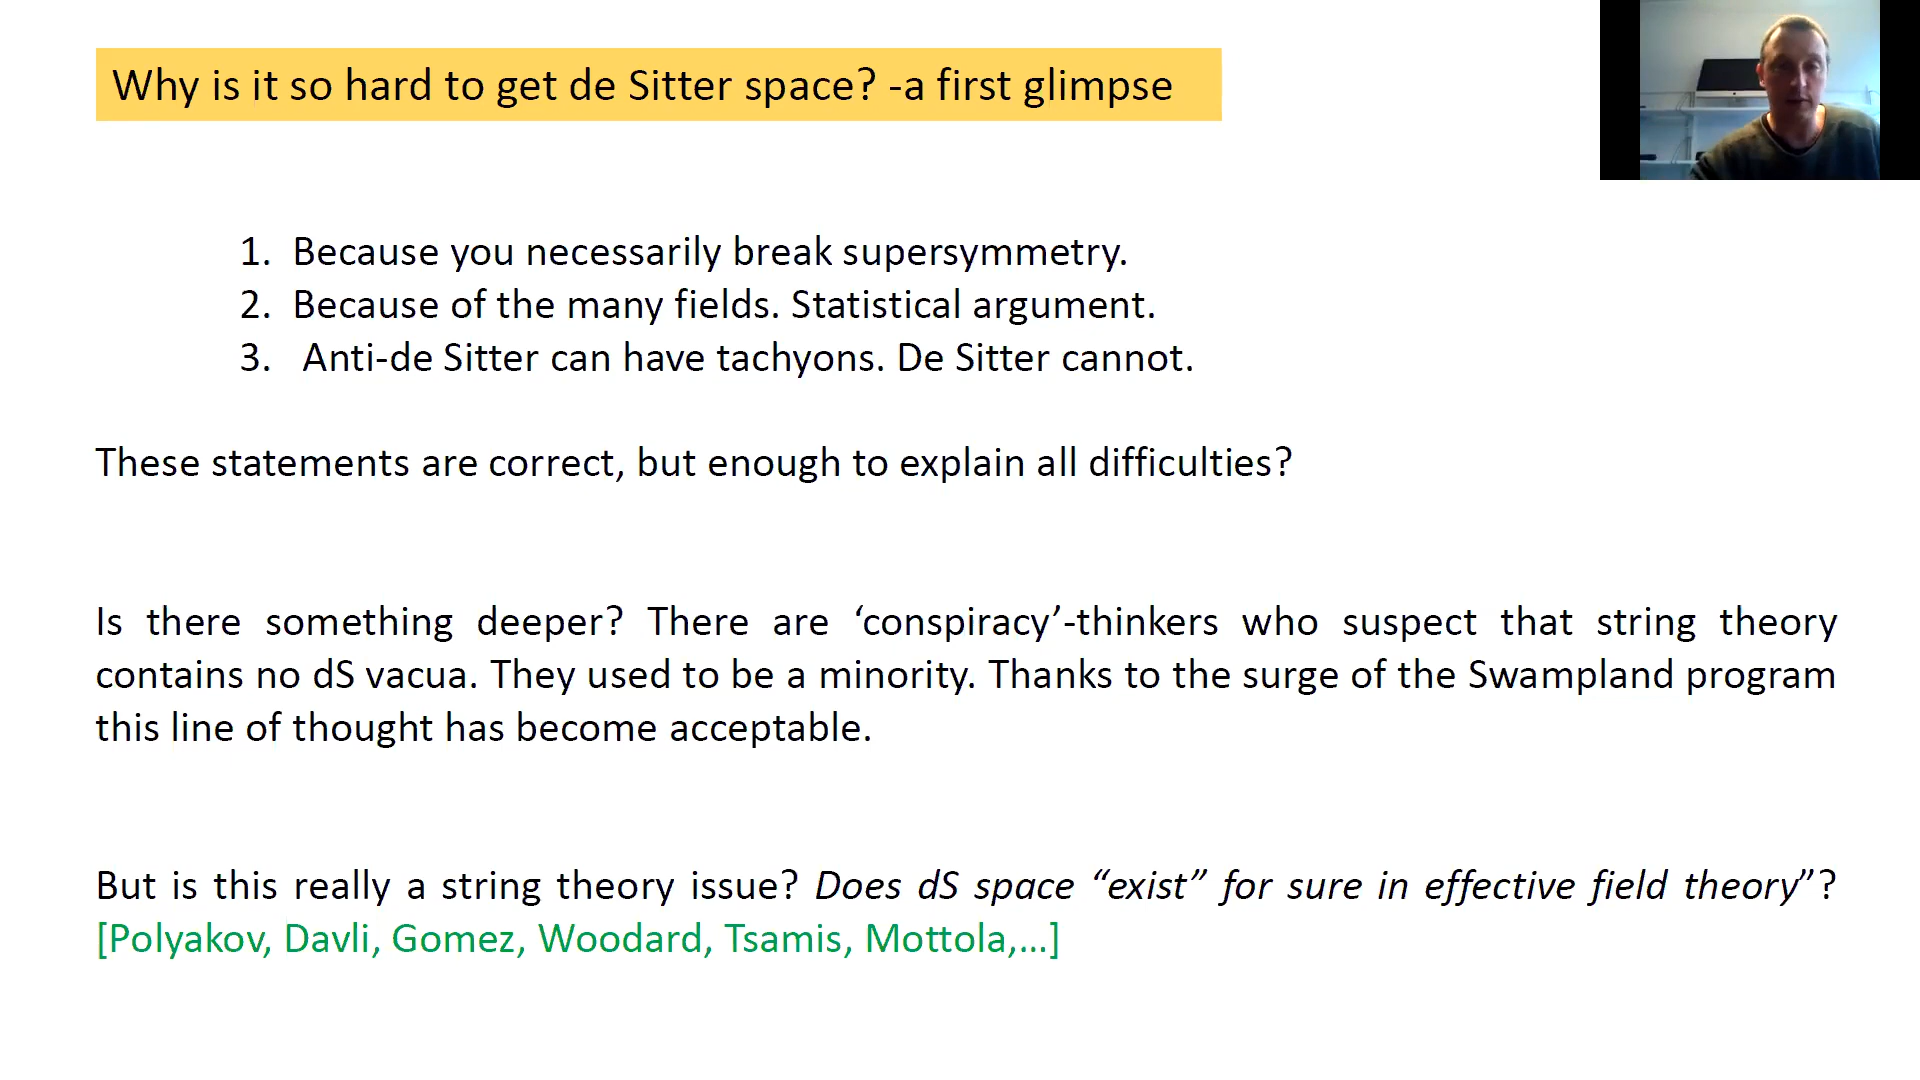 Why is it so hard to get de Sitter space? -a first glimpse
1. Because you necessarily break supersymmetry.
2. Because of the many fields. Statistical argument.
3. Anti-de Sitter can have tachyons. De Sitter cannot.
These statements are correct, but enough to explain all difficulties?
Is there something deeper? There are ‘conspiracy’-thinkers who suspect that string theory
contains no dS vacua. They used to be a minority. Thanks to the surge of the Swampland program
this line of thought has become acceptable.
But is this really a string theory issue? Does dS space “exist” for sure in effective field theory”?
[Polyakov, Davli, Gomez, Woodard, Tsamis, Mottola,...]